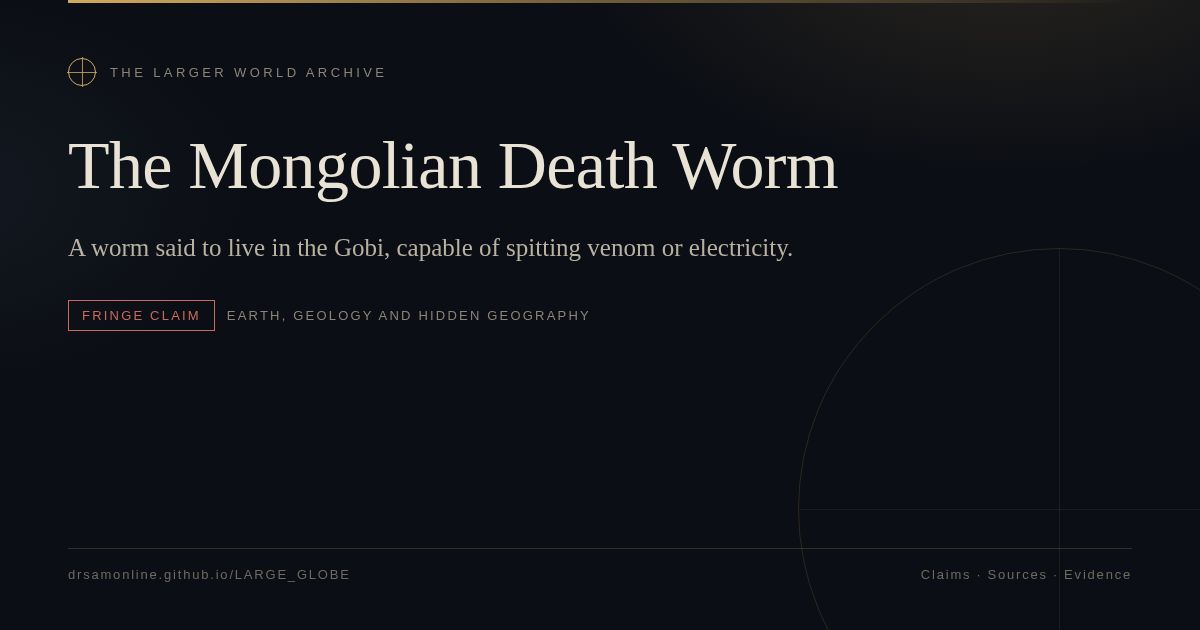 THE LARGER WORLD ARCHIVE
The Mongolian Death Worm
A worm said to live in the Gobi, capable of spitting venom or electricity.
FRINGE CLAIM EARTH, GEOLOGY AND HIDDEN GEOGRAPHY
drsamonline.github.io/LARGE_GLOBE Claims · Sources · Evidence